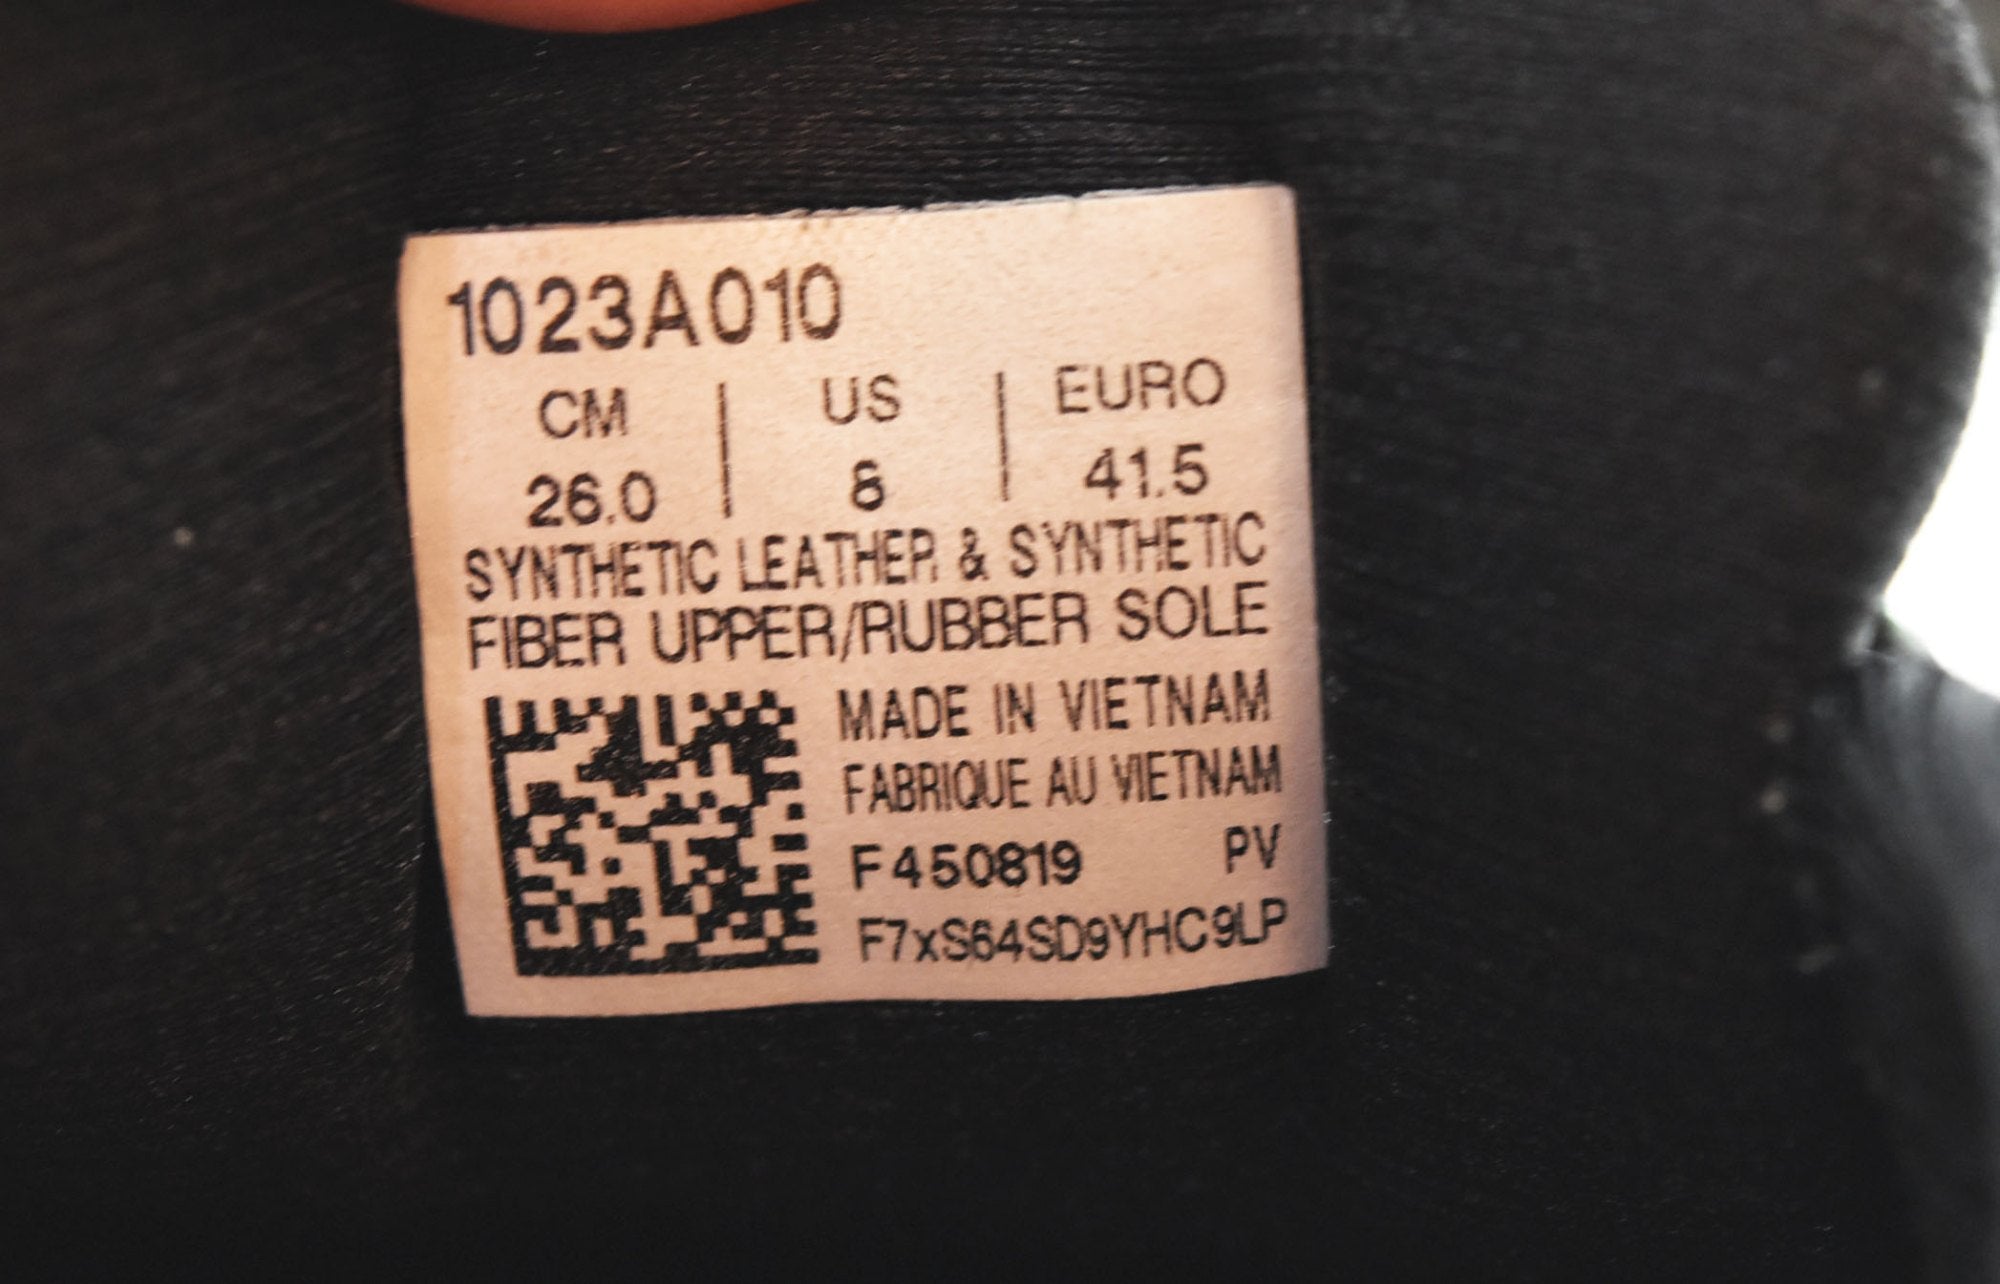 1023A010
CM | US | EURO
26.0 | 8 | 41.5
SYNTHETIC LEATHER & SYNTHETIC
FIBER UPPER/RUBBER SOLE
MADE IN VIETNAM
FABRIQUE AU VIETNAM
F450819 PV
F7xS64SD9YHC9LP